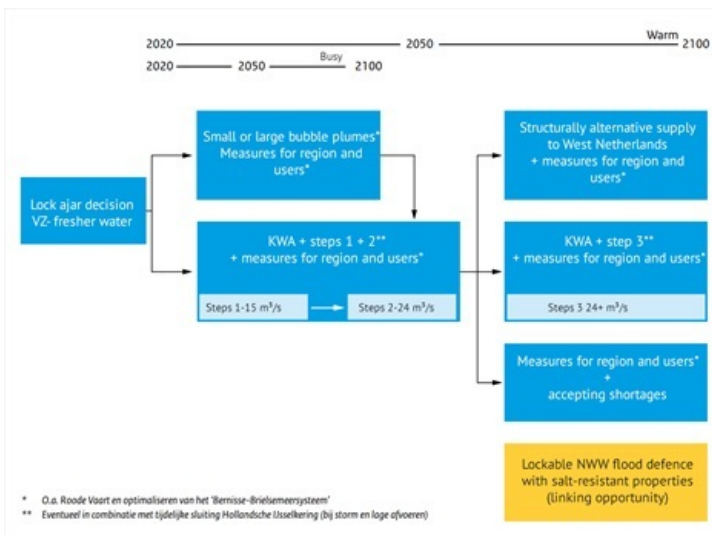 Warm
2020 2050 2100
Busy
2020 2050 2100
Small or large bubble plumes*
Measures for region and
users*
Structurally alternative supply
to West Netherlands
+ measures for region and
users*
Lock ajar decision
VZ- fresher water
KWA + steps 1 + 2**
+ measures for region and users*
Steps 1-15 m³/s
Steps 2-24 m³/s
KWA + step 3**
+ measures for region and users*
Steps 3 24+ m³/s
Measures for region and users*
+
accepting shortages
Lockable NWW flood defence
with salt-resistant properties
(linking opportunity)
* O.a. Roode Vaart en optimaliseren van het 'Bernisse-Brielsemeersysteem'
** Eventueel in combinatie met tijdelijke sluiting Hollandsche IJsselkering (bij storm en lage afvoeren)